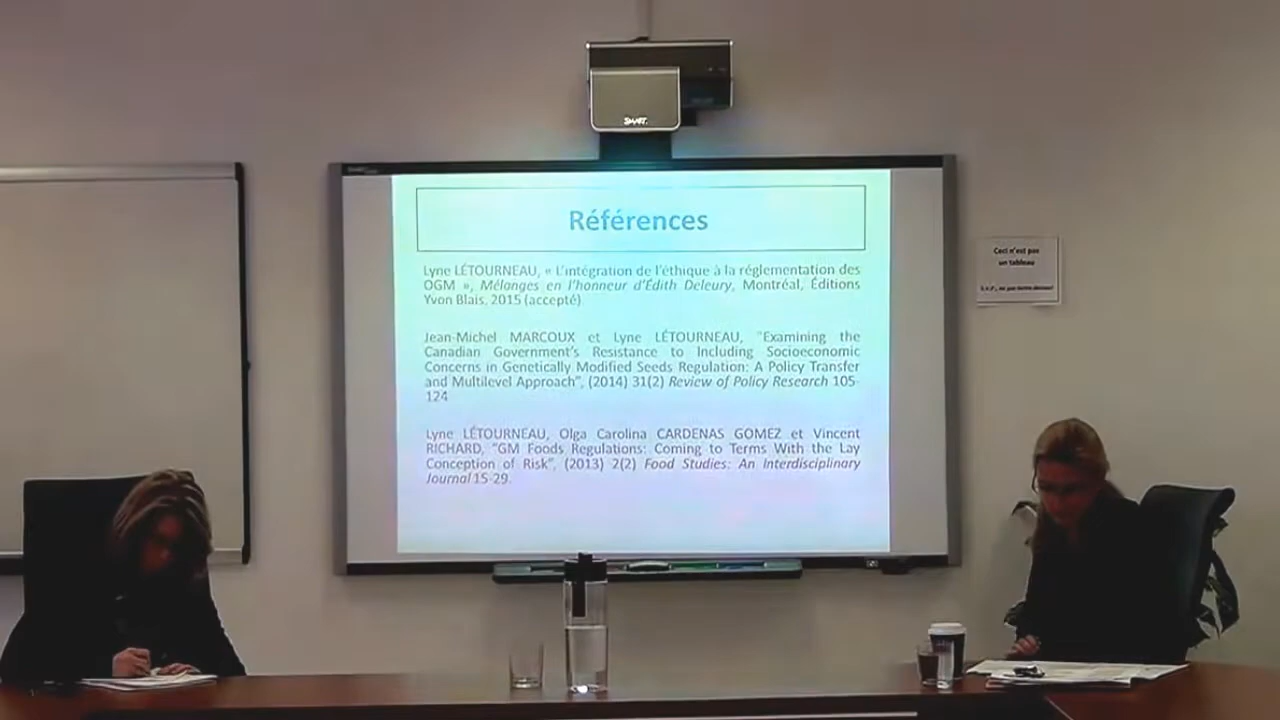 SMART
Références
Lyne LÉTOURNEAU, « L'intégration de l'éthique à la réglementation des
OGM », Mélanges en l'honneur d'Édith Deleury, Montréal, Éditions
Yvon Blais, 2015 (accepté)
Jean-Michel MARCOUX et Lyne LÉTOURNEAU, "Examining the
Canadian Government's Resistance to Including Socioeconomic
Concerns in Genetically Modified Seeds Regulation: A Policy Transfer
and Multilevel Approach", (2014) 31(2) Review of Policy Research 105-
124
Lyne LÉTOURNEAU, Olga Carolina CARDENAS GOMEZ et Vincent
RICHARD, "GM Foods Regulations: Coming to Terms With the Lay
Conception of Risk", (2013) 2(2) Food Studies: An Interdisciplinary
Journal 15-29.
Ceci n'est pas
un tableau
S.V.P., ne pas écrire dessus!